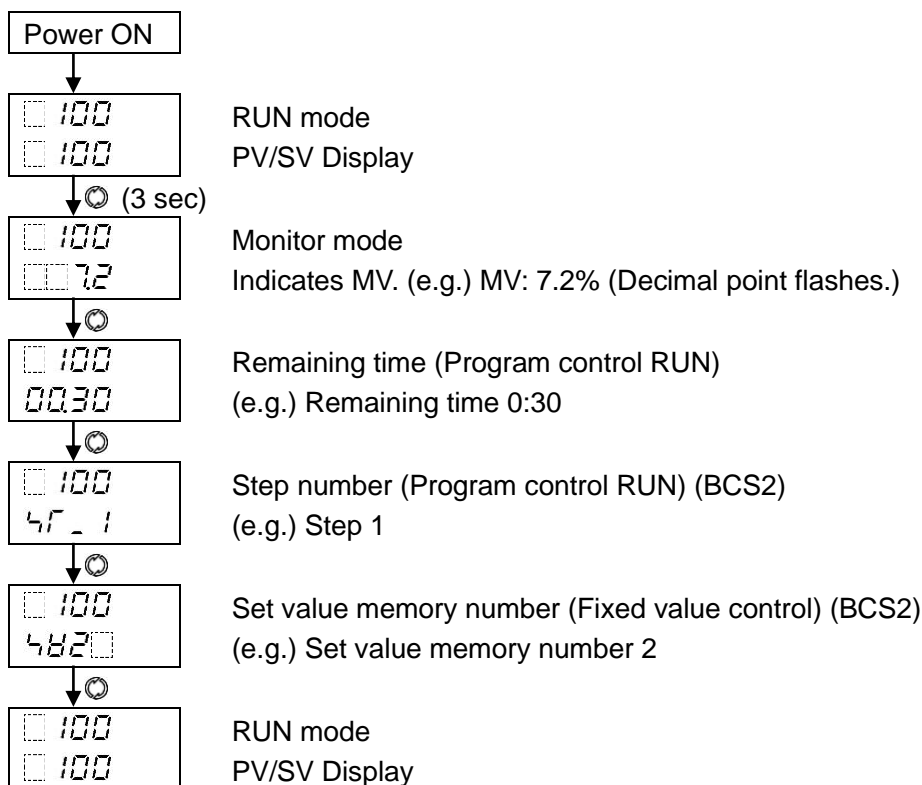 Power ON
100 RUN mode
100 PV/SV Display
(3 sec)
100 Monitor mode
7.2 Indicates MV. (e.g.) MV: 7.2% (Decimal point flashes.)
100 Remaining time (Program control RUN)
00.30 (e.g.) Remaining time 0:30
100 Step number (Program control RUN) (BCS2)
(e.g.) Step 1
100 Set value memory number (Fixed value control) (BCS2)
(e.g.) Set value memory number 2
100 RUN mode
100 PV/SV Display